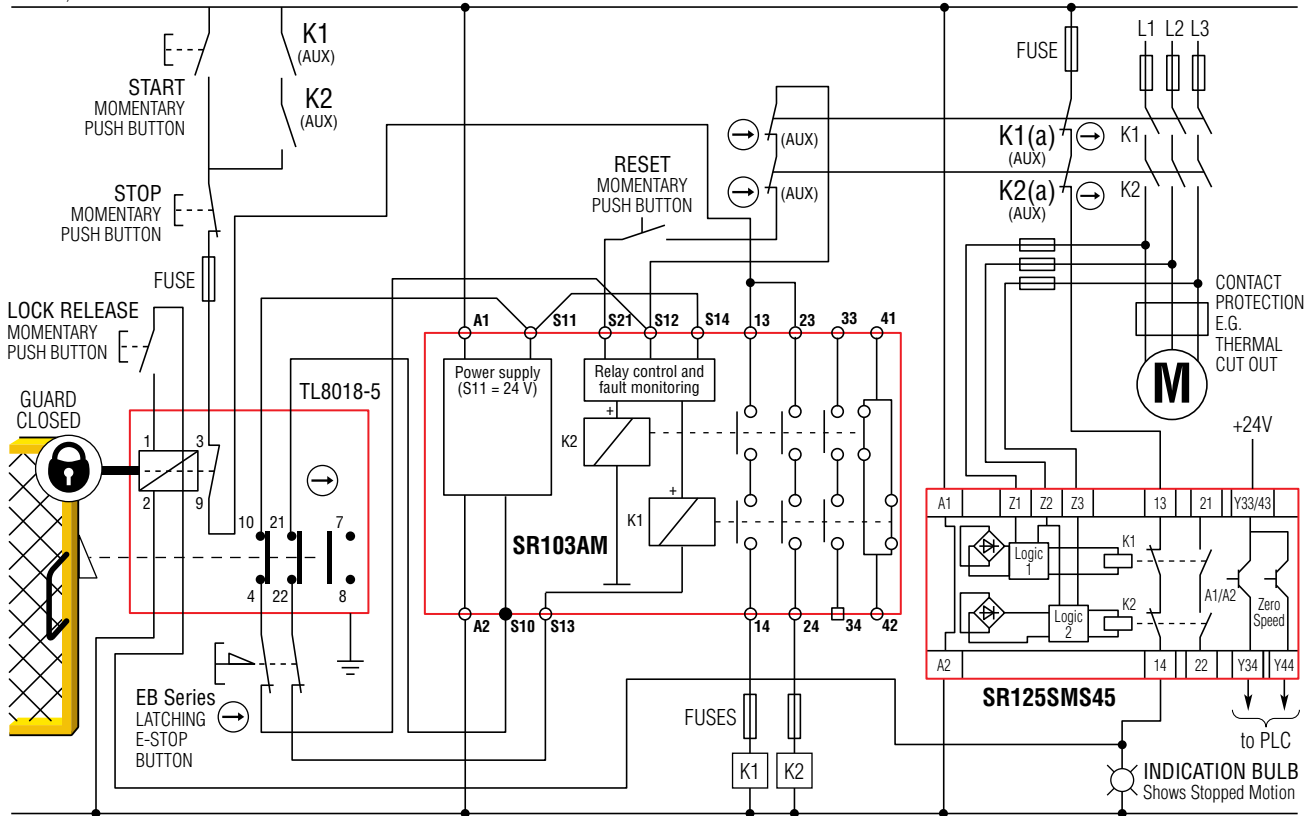 K1
(AUX)
START
MOMENTARY
PUSH BUTTON
K2
(AUX)
STOP
MOMENTARY
PUSH BUTTON
FUSE
LOCK RELEASE
MOMENTARY
PUSH BUTTON
GUARD
CLOSED
TL8018-5
1
3
2
9
10
21
7
4
22
8
EB Series
LATCHING
E-STOP
BUTTON
RESET
MOMENTARY
PUSH BUTTON
(AUX)
(AUX)
A1
S11
S21
S12
S14
13
23
33
41
Power supply
(S11 = 24 V)
Relay control and
fault monitoring
+
K2
+
K1
SR103AM
A2
S10
S13
14
24
34
42
FUSES
K1
K2
FUSE
L1
L2
L3
K1(a)
(AUX)
K1
K2(a)
(AUX)
K2
CONTACT
PROTECTION
E.G.
THERMAL
CUT OUT
M
+24V
A1
Z1
Z2
Z3
13
21
Y33/43
Logic
1
K1
A1/A2
Zero
Speed
Logic
2
K2
A2
14
22
Y34
Y44
SR125SMS45
to PLC
INDICATION BULB
Shows Stopped Motion